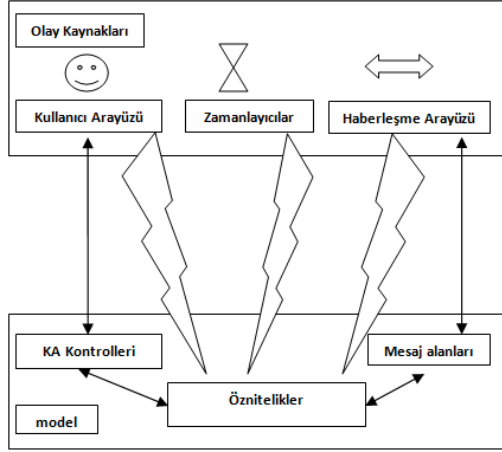 Olay Kaynakları
Kullanıcı Arayüzü
Zamanlayıcılar
Haberleşme Arayüzü
KA Kontrolleri
Mesaj alanları
Öznitelikler
model